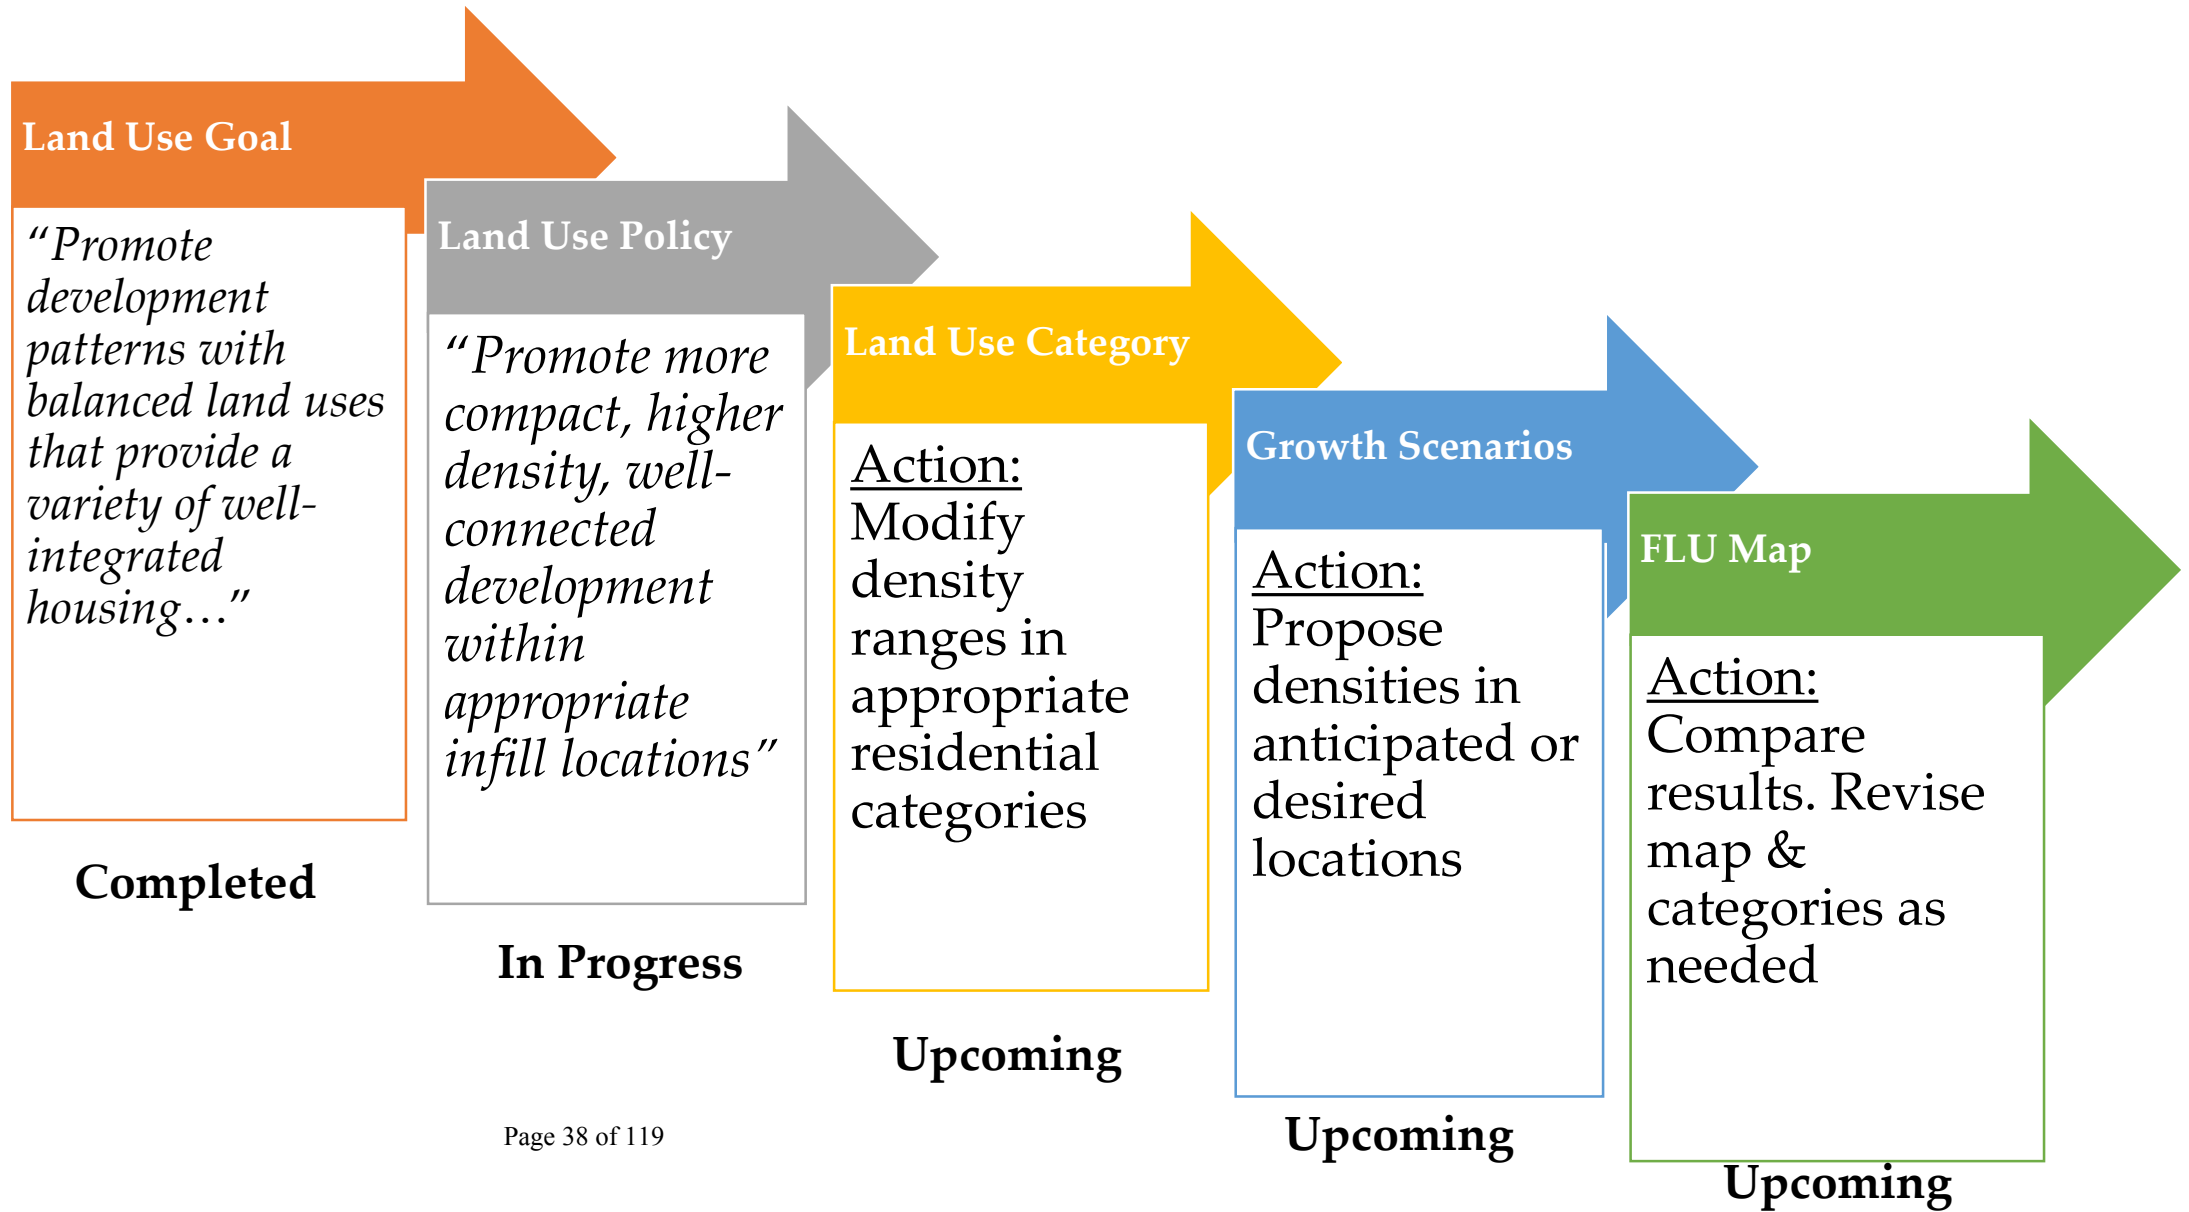 Land Use Goal
“Promote
development
patterns with
balanced land uses
that provide a
variety of well-
integrated
housing…”
Completed
Land Use Policy
“Promote more
compact, higher
density, well-
connected
development
within
appropriate
infill locations”
In Progress
Land Use Category
Action:
Modify
density
ranges in
appropriate
residential
categories
Upcoming
Growth Scenarios
Action:
Propose
densities in
anticipated or
desired
locations
Upcoming
FLU Map
Action:
Compare
results. Revise
map &
categories as
needed
Upcoming
Page 38 of 119